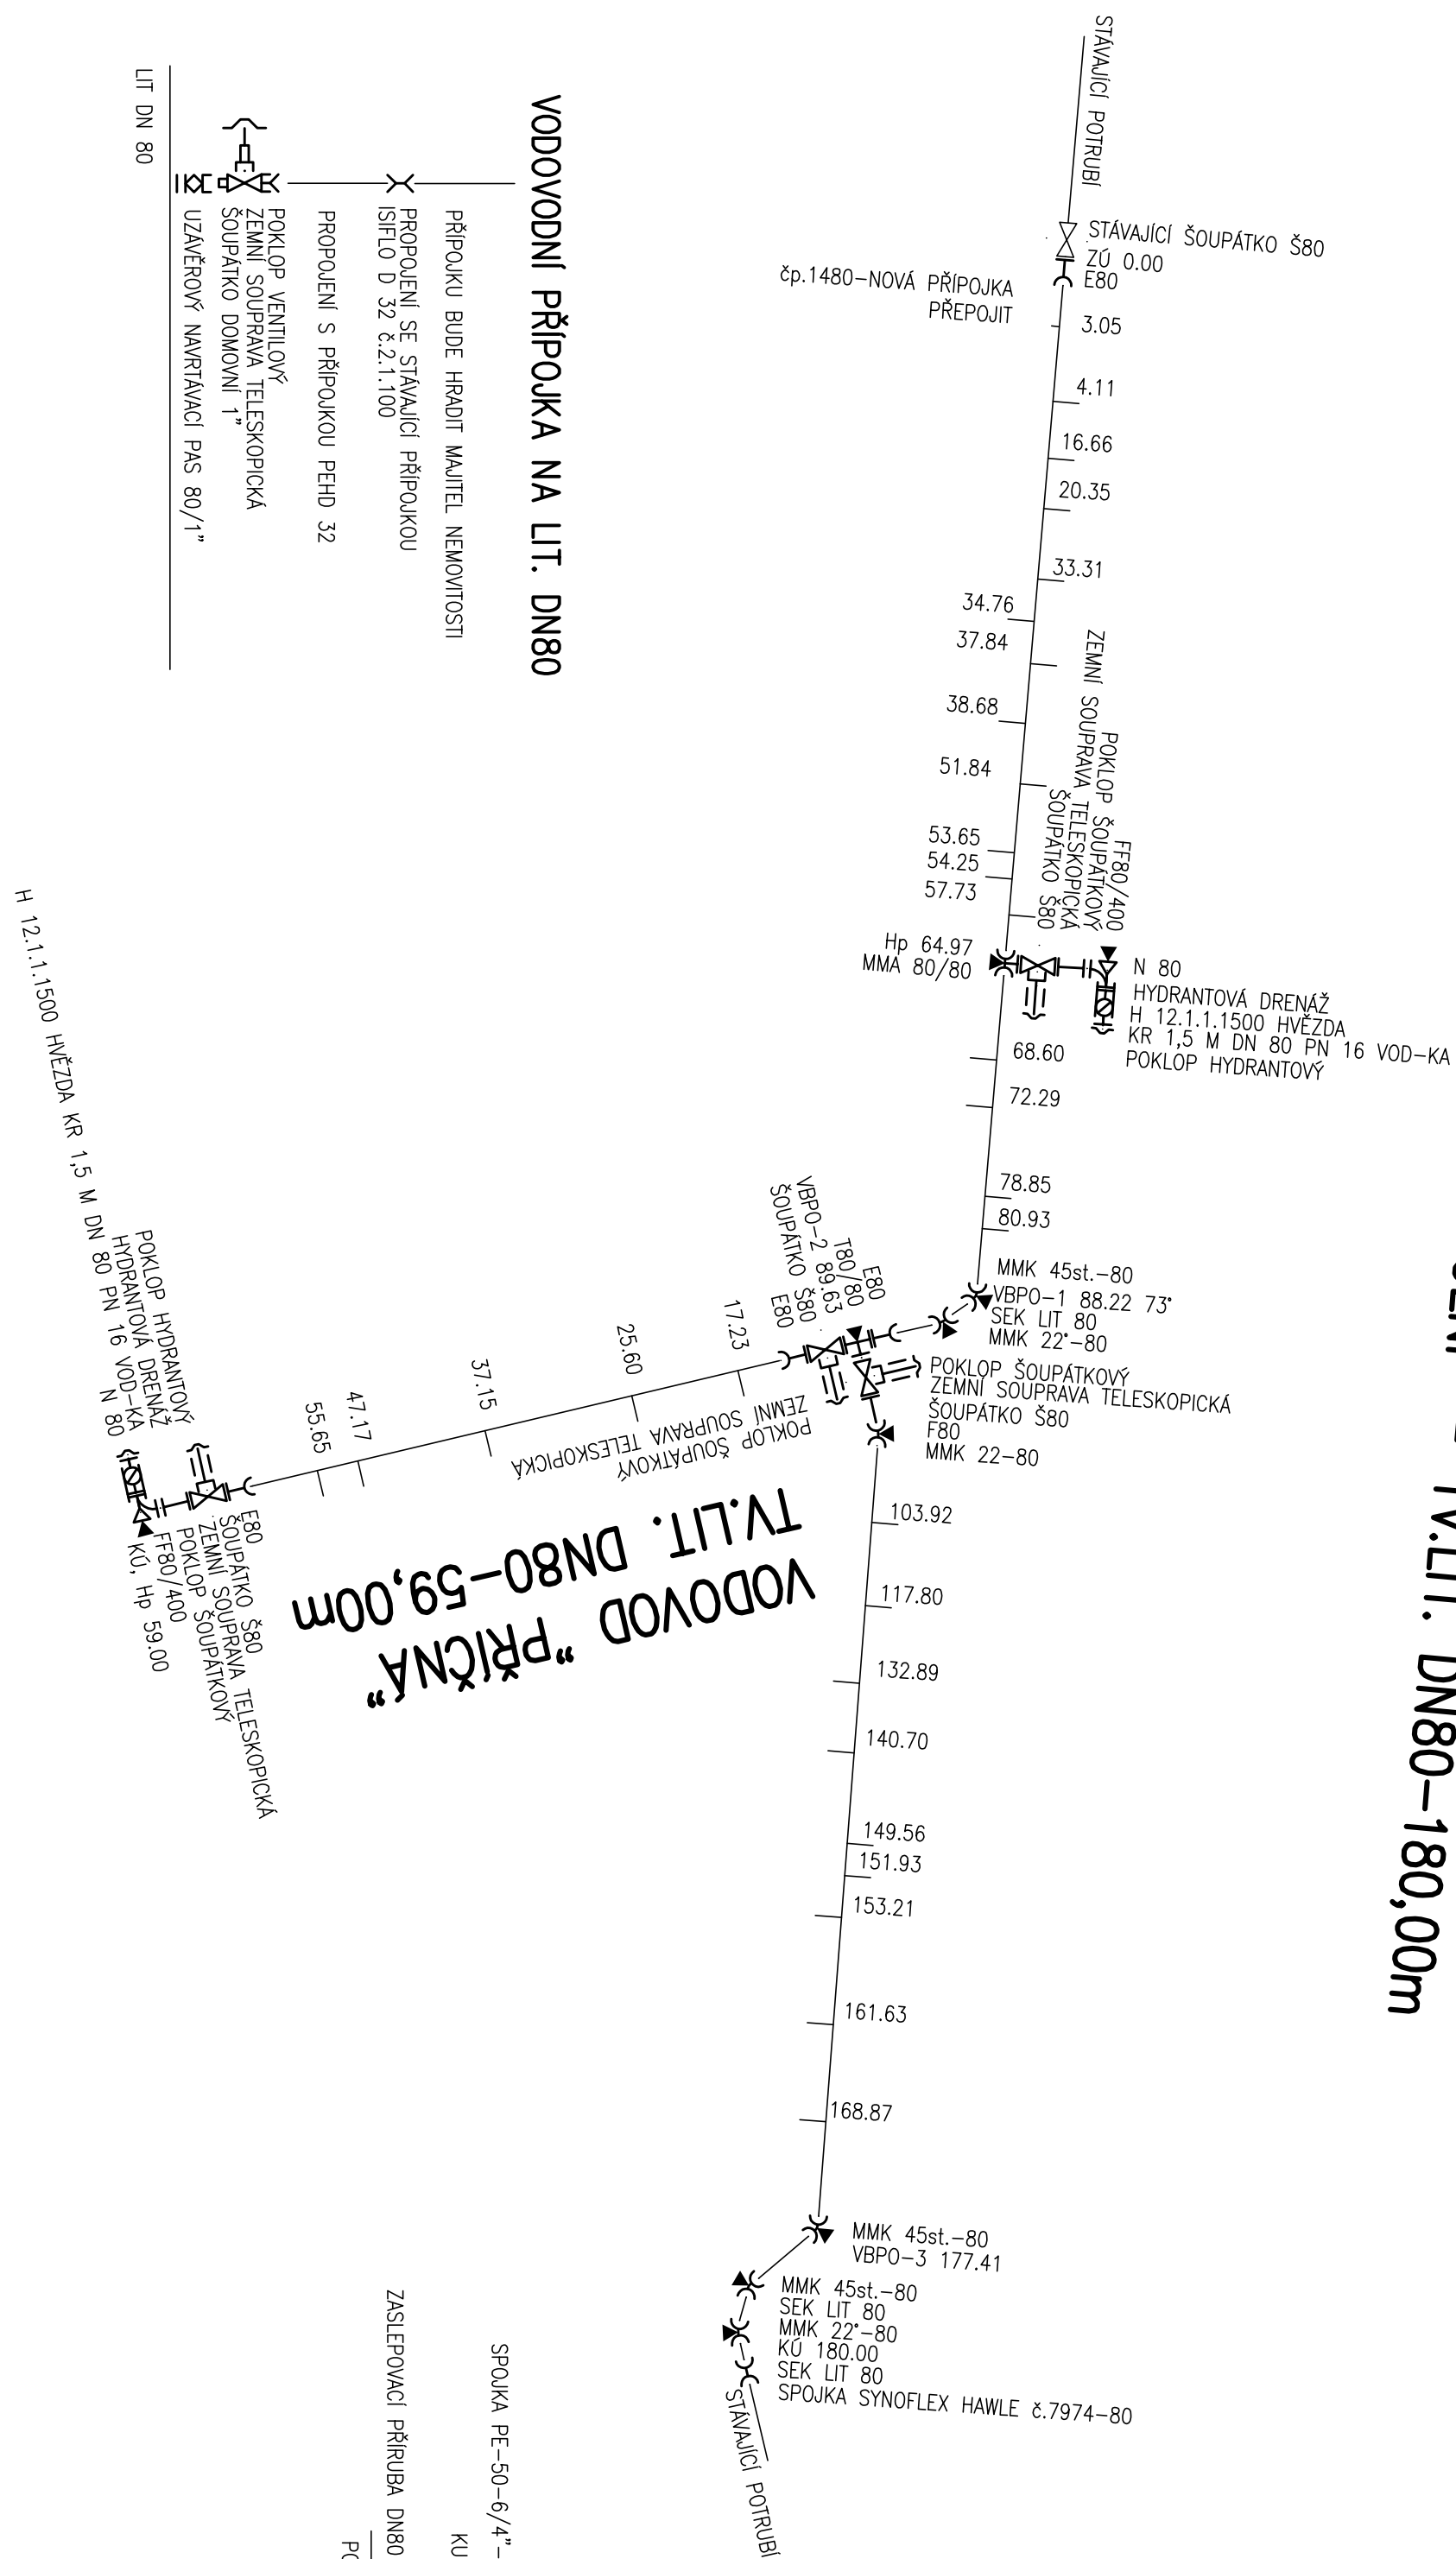 STÁVAJÍCÍ POTRUBÍ
STÁVAJÍCÍ ŠOUPÁTKO Š80
ZÚ 0.00
E80
čp.1480-NOVÁ PŘÍPOJKA
PŘEPOJIT
3.05
4.11
16.66
20.35
33.31
34.76
37.84
38.68
51.84
53.65
54.25
57.73
FF80/400
POKLOP ŠOUPÁTKOVÝ
ZEMNÍ SOUPRAVA TELESKOPICKÁ
ŠOUPÁTKO Š80
Hp 64.97
MMA 80/80
N 80
HYDRANTOVÁ DRENÁŽ
H 12.1.1.1500 HVĚZDA
KR 1,5 M DN 80 PN 16 VOD-KA
POKLOP HYDRANTOVÝ
68.60
72.29
78.85
80.93
MMK 45st.-80
VBPO-1 88.22 73°
SEK LIT 80
MMK 22°-80
E80
T80/80
VBPO-2 89.63
ŠOUPÁTKO Š80
E80
POKLOP ŠOUPÁTKOVÝ
ZEMNÍ SOUPRAVA TELESKOPICKÁ
ŠOUPÁTKO Š80
F80
MMK 22-80
103.92
117.80
132.89
140.70
149.56
151.93
153.21
161.63
168.87
MMK 45st.-80
VBPO-3 177.41
MMK 45st.-80
SEK LIT 80
MMK 22°-80
KÚ 180.00
SEK LIT 80
SPOJKA SYNOFLEX HAWLE č.7974-80
STÁVAJÍCÍ POTRUBÍ
TV.LIT. DN80-180,00m
VODOVODNÍ PŘÍPOJKA NA LIT. DN80
PŘÍPOJKU BUDE HRADIT MAJITEL NEMOVITOSTI
PROPOJENÍ SE STÁVAJÍCÍ PŘÍPOJKOU
ISIFLO D 32 č.2.1.100
PROPOJENÍ S PŘÍPOJKOU PEHD 32
POKLOP VENTILOVÝ
ZEMNÍ SOUPRAVA TELESKOPICKÁ
ŠOUPÁTKO DOMOVNÍ 1"
UZÁVĚROVÝ NAVRTÁVACÍ PAS 80/1"
LIT DN 80
17.23
25.60
37.15
47.17
55.65
ZEMNÍ SOUPRAVA TELESKOPICKÁ
POKLOP ŠOUPÁTKOVÝ
VODOVOD "PŘÍČNÁ"
TV.LIT. DN80-59,00m
POKLOP HYDRANTOVÝ
HYDRANTOVÁ DRENÁŽ
H 12.1.1.1500 HVĚZDA KR 1,5 M DN 80 PN 16 VOD-KA
N 80
E80
ŠOUPÁTKO Š80
ZEMNÍ SOUPRAVA TELESKOPICKÁ
POKLOP ŠOUPÁTKOVÝ
FF80/400
KÚ, Hp 59.00
SPOJKA PE-50-6/4"-
KU
ZASLEPOVACÍ PŘÍRUBA DN80